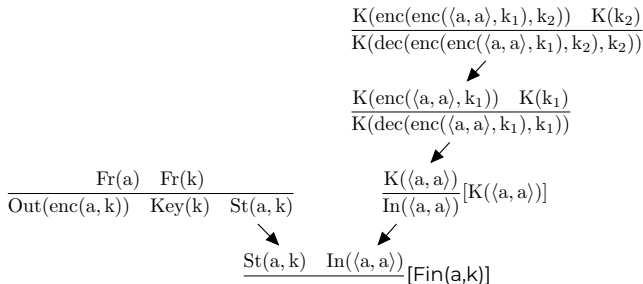 K(enc(enc(⟨a, a⟩, k₁), k₂)) K(k₂)
K(dec(enc(enc(⟨a, a⟩, k₁), k₂), k₂))
K(enc(⟨a, a⟩, k₁)) K(k₁)
K(dec(enc(⟨a, a⟩, k₁), k₁))
Fr(a) Fr(k)
Out(enc(a, k)) Key(k) St(a, k)
K(⟨a, a⟩)
In(⟨a, a⟩) [K(⟨a, a⟩)]
St(a, k) In(⟨a, a⟩) [Fin(a,k)]